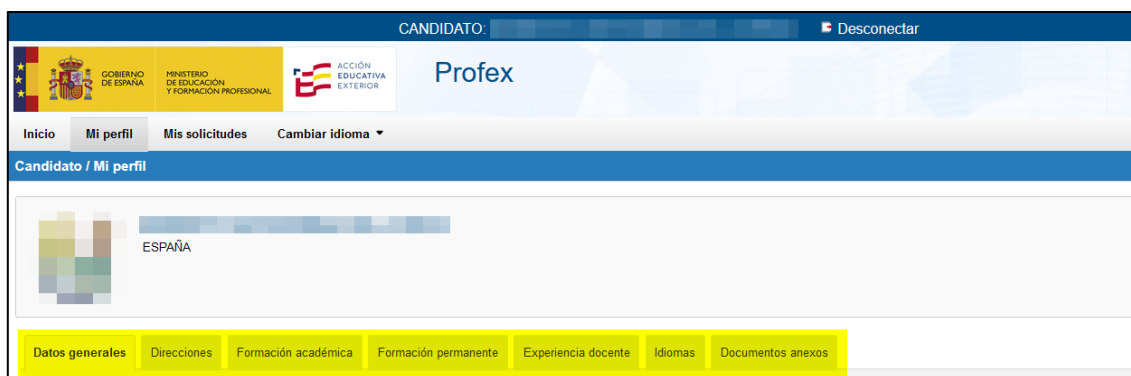 CANDIDATO: Desconectar
GOBIERNO DE ESPAÑA
MINISTERIO DE EDUCACIÓN Y FORMACIÓN PROFESIONAL
ACCIÓN EDUCATIVA EXTERIOR
Profex
Inicio Mi perfil Mis solicitudes Cambiar idioma
Candidato / Mi perfil
ESPAÑA
Datos generales Direcciones Formación académica Formación permanente Experiencia docente Idiomas Documentos anexos